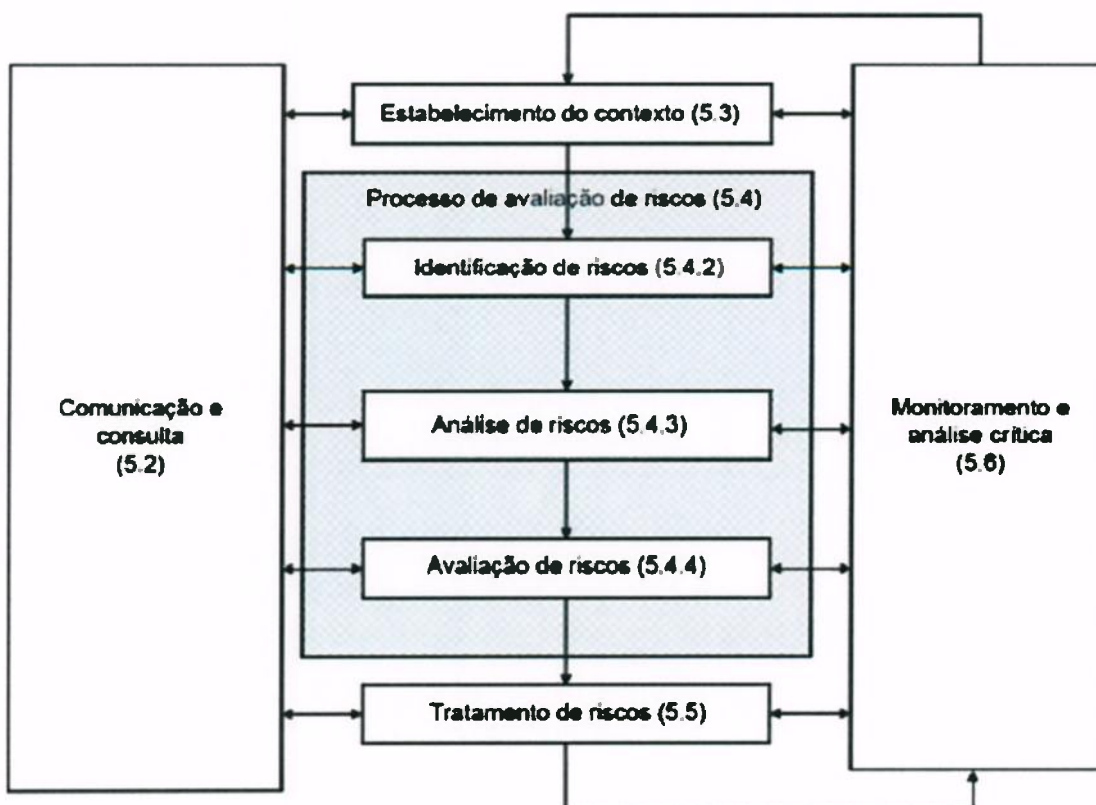 Estabelecimento do contexto (5.3)
Processo de avaliação de riscos (5.4)
Identificação de riscos (5.4.2)
Comunicação e
consulta
(5.2)
Análise de riscos (5.4.3)
Monitoramento e
análise crítica
(5.6)
Avaliação de riscos (5.4.4)
Tratamento de riscos (5.5)